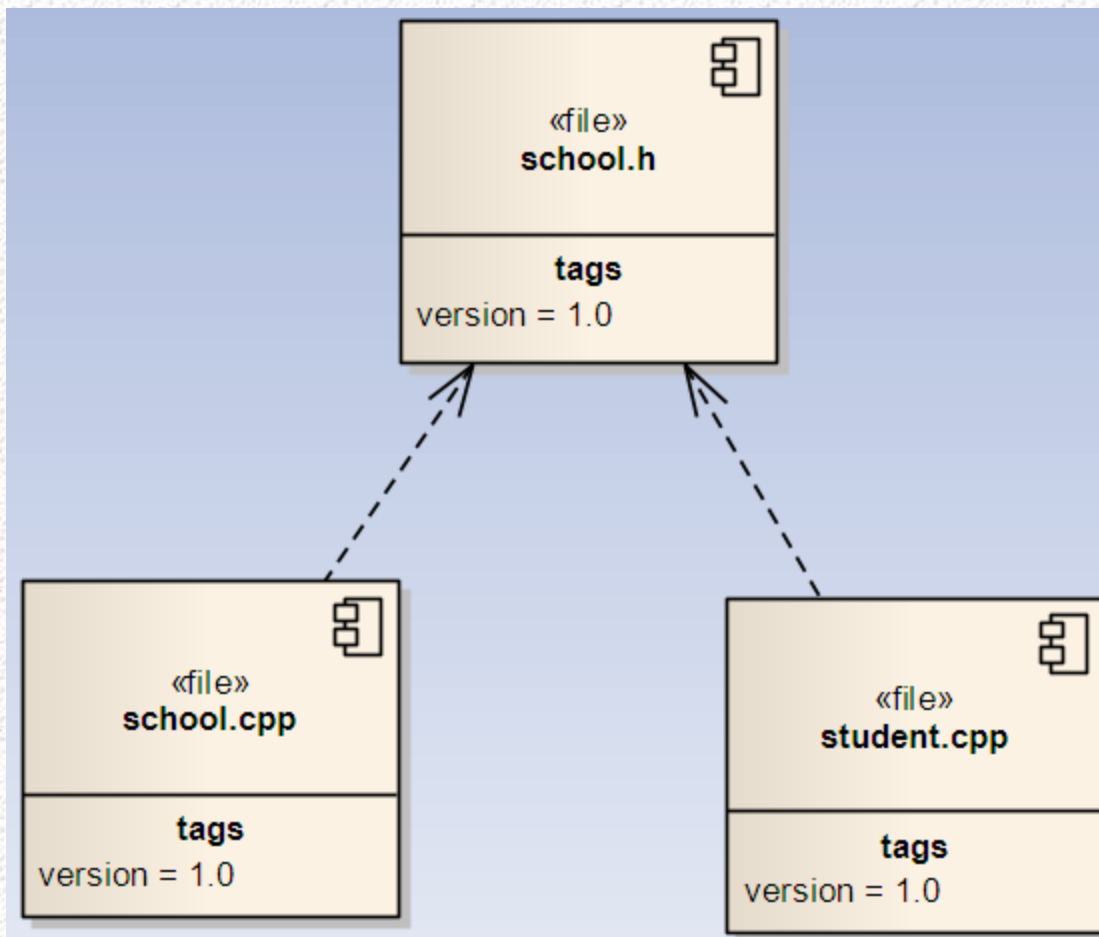 «file»
school.h
tags
version = 1.0
«file»
school.cpp
tags
version = 1.0
«file»
student.cpp
tags
version = 1.0